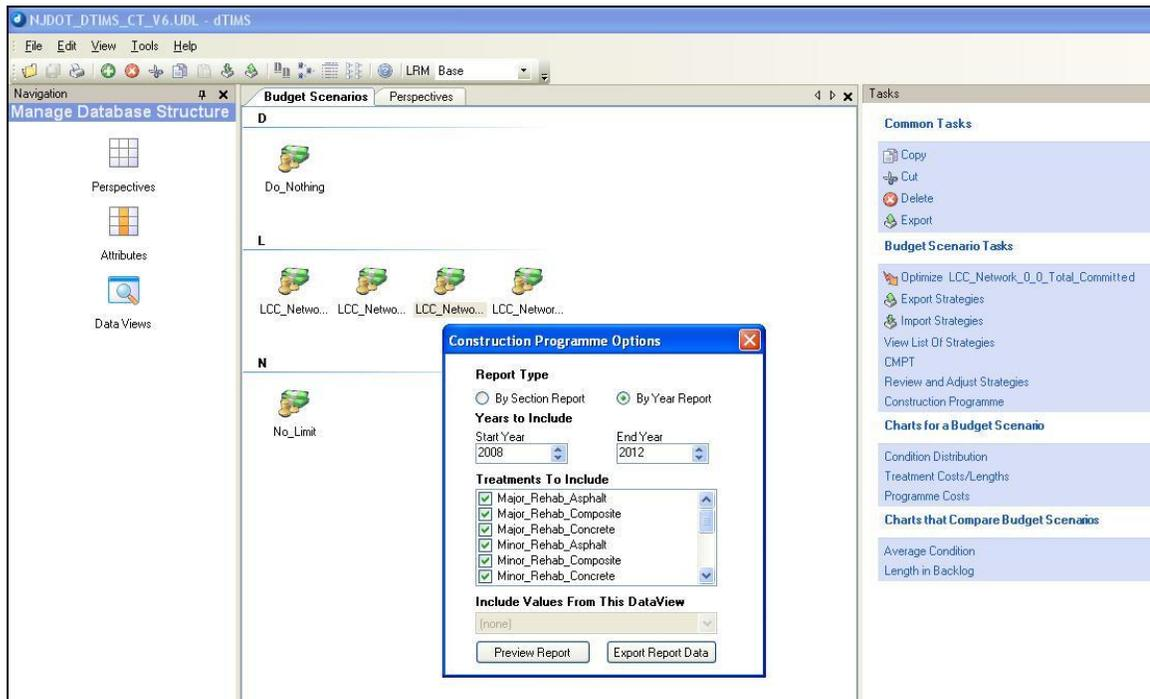 NJDOT_DTIMS_CT_V6.UDL - dTIMS
File Edit View Tools Help
LRM Base
Navigation
Manage Database Structure
Perspectives
Attributes
Data Views
Budget Scenarios Perspectives
D
Do_Nothing
L
LCC_Netwo... LCC_Netwo... LCC_Netwo... LCC_Networ...
N
No_Limit
Construction Programme Options
Report Type
By Section Report By Year Report
Years to Include
Start Year End Year
2008 2012
Treatments To Include
Major_Rehab_Asphalt
Major_Rehab_Composite
Major_Rehab_Concrete
Minor_Rehab_Asphalt
Minor_Rehab_Composite
Minor_Rehab_Concrete
Include Values From This DataView
(none)
Preview Report Export Report Data
Tasks
Common Tasks
Copy
Cut
Delete
Export
Budget Scenario Tasks
Optimize LCC_Network_0_0_Total_Committed
Export Strategies
Import Strategies
View List Of Strategies
CMPT
Review and Adjust Strategies
Construction Programme
Charts for a Budget Scenario
Condition Distribution
Treatment Costs/Lengths
Programme Costs
Charts that Compare Budget Scenarios
Average Condition
Length in Backlog